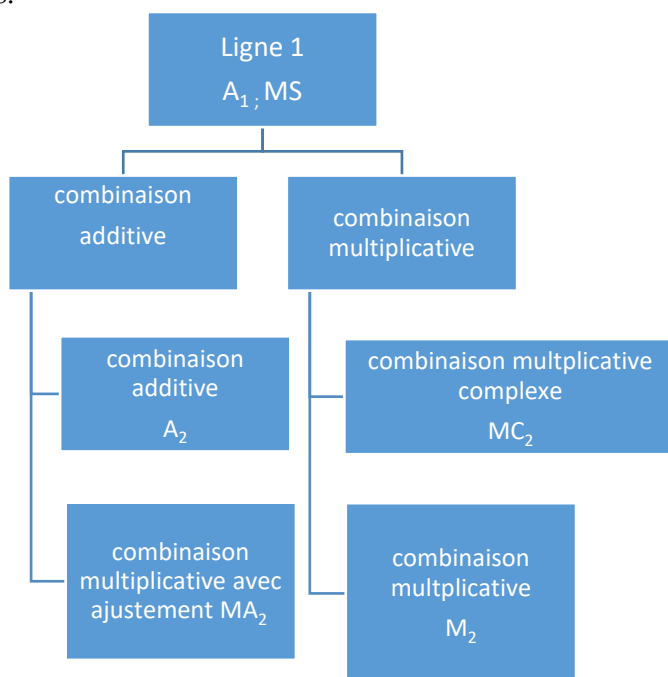 Ligne 1
A₁ ; MS
combinaison
additive
combinaison
multiplicative
combinaison
additive
A₂
combinaison multplicative
complexe
MC₂
combinaison
multiplicative avec
ajustement MA₂
combinaison
multplicative
M₂